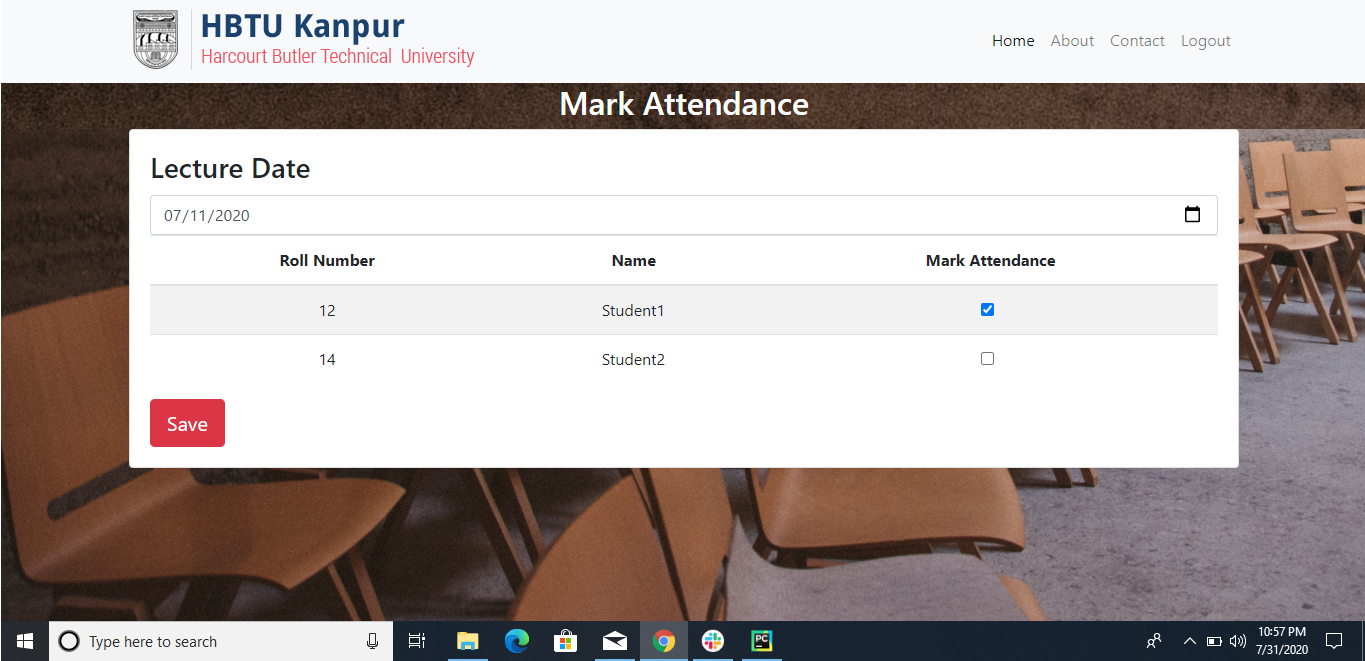 HBTU Kanpur
Harcourt Butler Technical University
Home About Contact Logout
Mark Attendance
Lecture Date
07/11/2020
Roll Number Name Mark Attendance
12 Student1
14 Student2
Save
Type here to search
PC
10:57 PM
7/31/2020